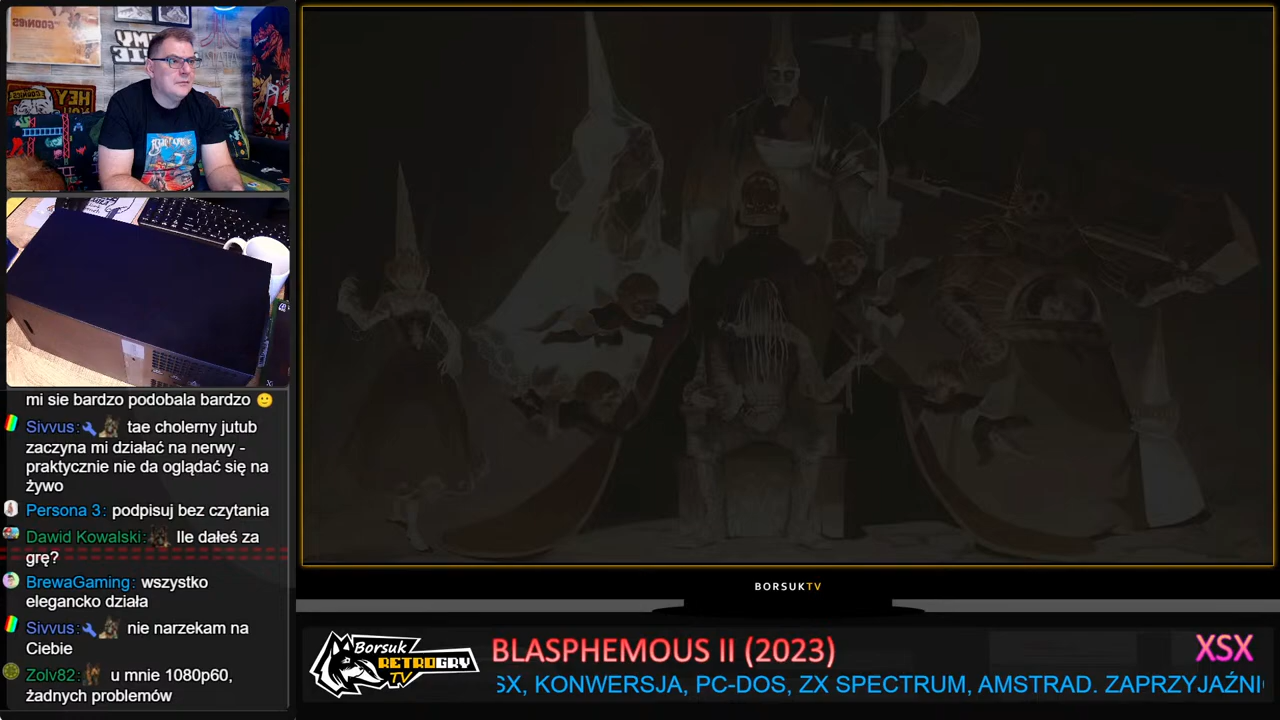 HEY
mi sie bardzo podobala bardzo
Sivvus: tae cholerny jutub
zaczyna mi działać na nerwy -
praktycznie nie da oglądać się na
żywo
Persona 3: podpisuj bez czytania
Dawid Kowalski: Ile dałeś za
grę?
BrewaGaming: wszystko
elegancko działa
Sivvus: nie narzekam na
Ciebie
Zolv82: u mnie 1080p60,
żadnych problemów
BORSUKTV
Borsuk
RETROGRY
TV
BLASPHEMOUS II (2023)
XSX
SX, KONWERSJA, PC-DOS, ZX SPECTRUM, AMSTRAD. ZAPRZYJAŹNI